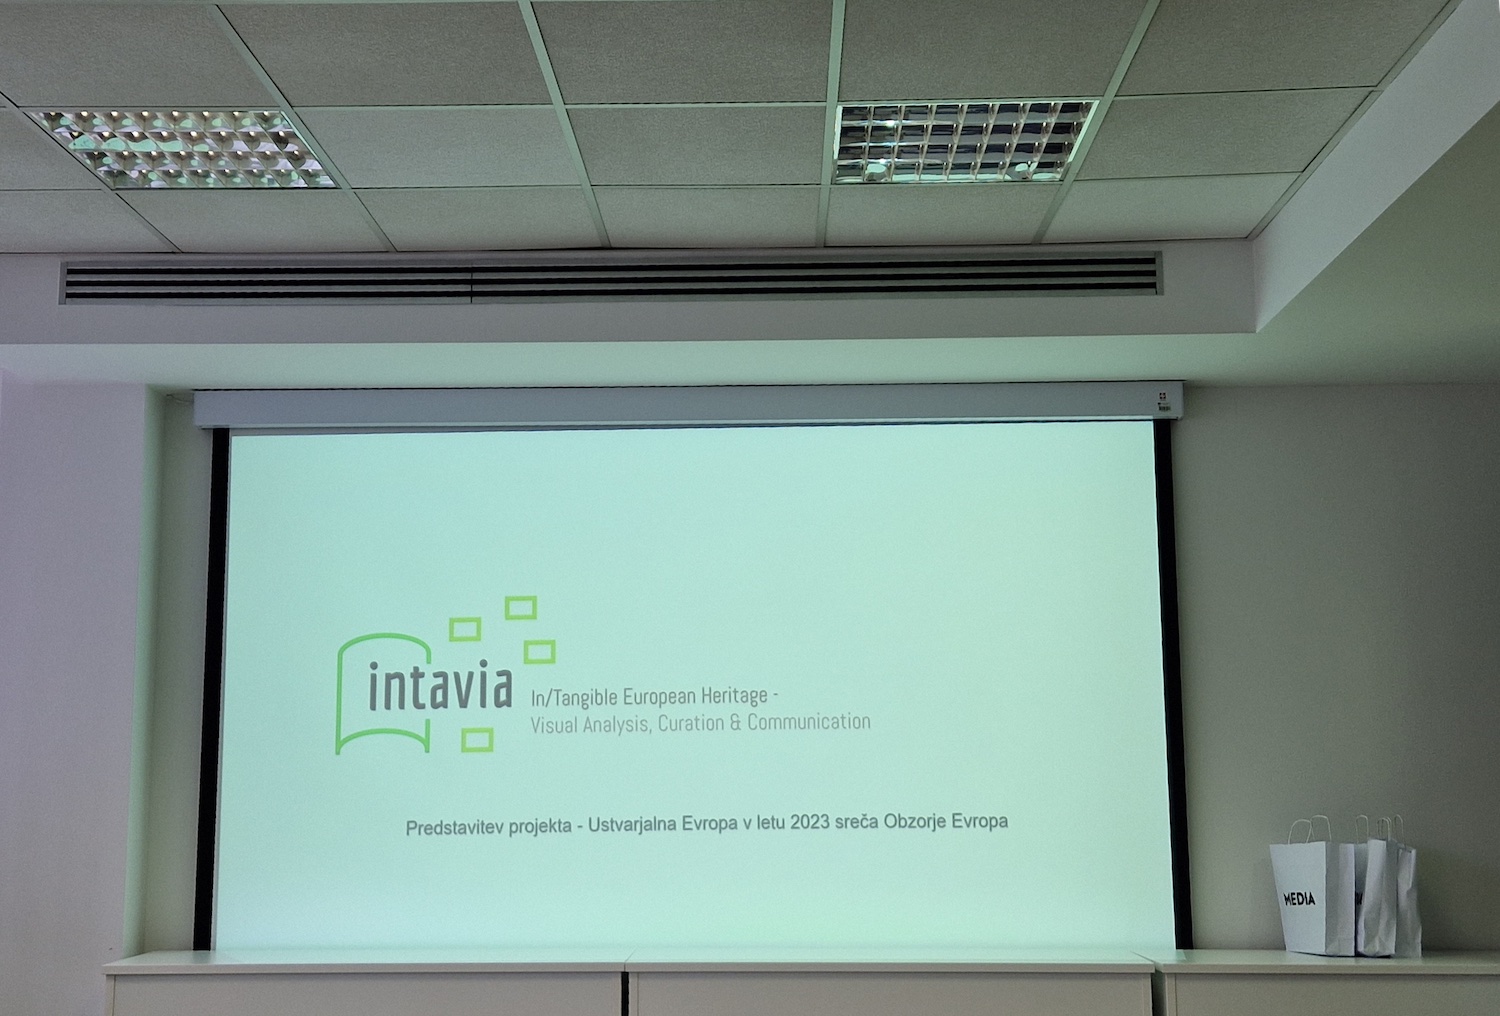 intavia
In/Tangible European Heritage -
Visual Analysis, Curation & Communication
Predstavitev projekta - Ustvarjalna Evropa v letu 2023 sreča Obzorje Evropa
MEDIA